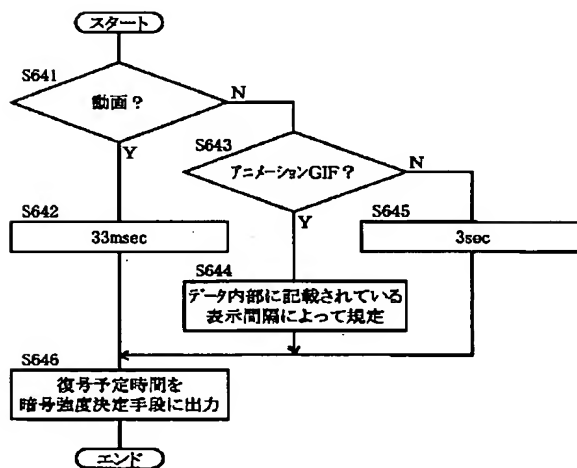 スタート
S641
動画？
N
Y
S643
アニメーションGIF？
N
Y
S642
33msec
S645
3sec
S644
データ内部に記載されている
表示間隔によって規定
S646
復号予定時間を
暗号強度決定手段に出力
エンド